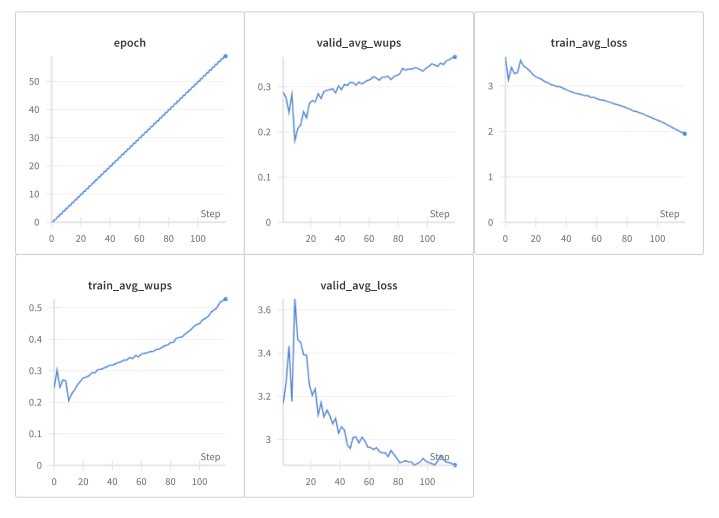 epoch
50
40
30
20
10
0
Step
0 20 40 60 80 100
valid_avg_wups
0.3
0.2
0.1
0
Step
20 40 60 80 100
train_avg_loss
3
2
1
0
Step
0 20 40 60 80 100
train_avg_wups
0.5
0.4
0.3
0.2
0.1
0
Step
0 20 40 60 80 100
valid_avg_loss
3.6
3.4
3.2
3
Step
20 40 60 80 100